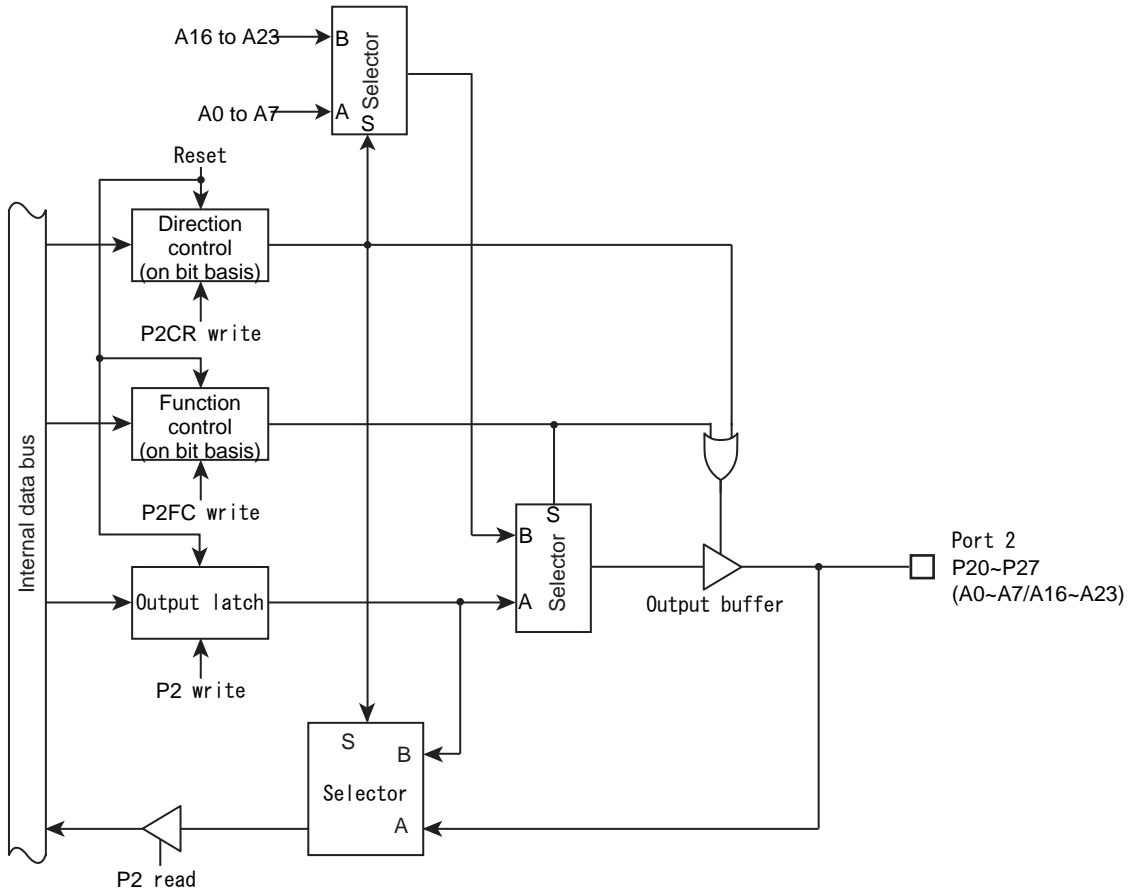 A16 to A23
B
Selector
A0 to A7
A
S
Reset
Direction
control
(on bit basis)
P2CR write
Function
control
(on bit basis)
Internal data bus
P2FC write
S
B
Selector
A
Output latch
Output buffer
Port 2
P20~P27
(A0~A7/A16~A23)
P2 write
S
B
Selector
A
P2 read